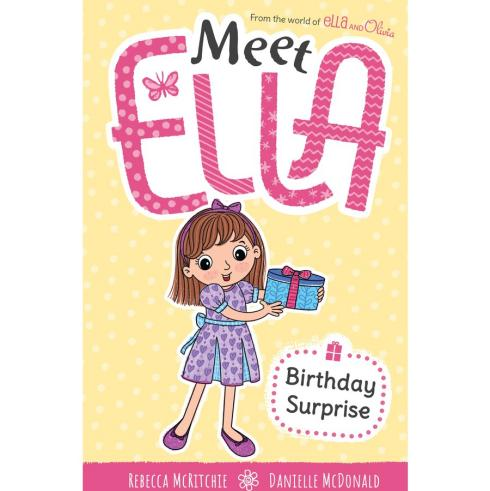 From the world of ella AND Olivia
Meet
ELLA
Birthday
Surprise
REBECCA MCRITCHIE DANIELLE MCDONALD